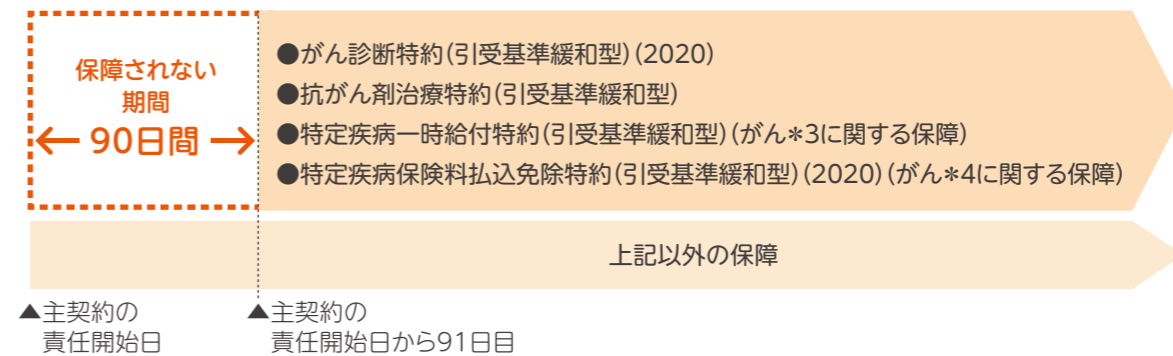 保障されない
期間
90日間
●がん診断特約(引受基準緩和型)(2020)
●抗がん剤治療特約(引受基準緩和型)
●特定疾病一時給付特約(引受基準緩和型)(がん*3に関する保障)
●特定疾病保険料払込免除特約(引受基準緩和型)(2020)(がん*4に関する保障)
上記以外の保障
▲主契約の
責任開始日
▲主契約の
責任開始日から91日目